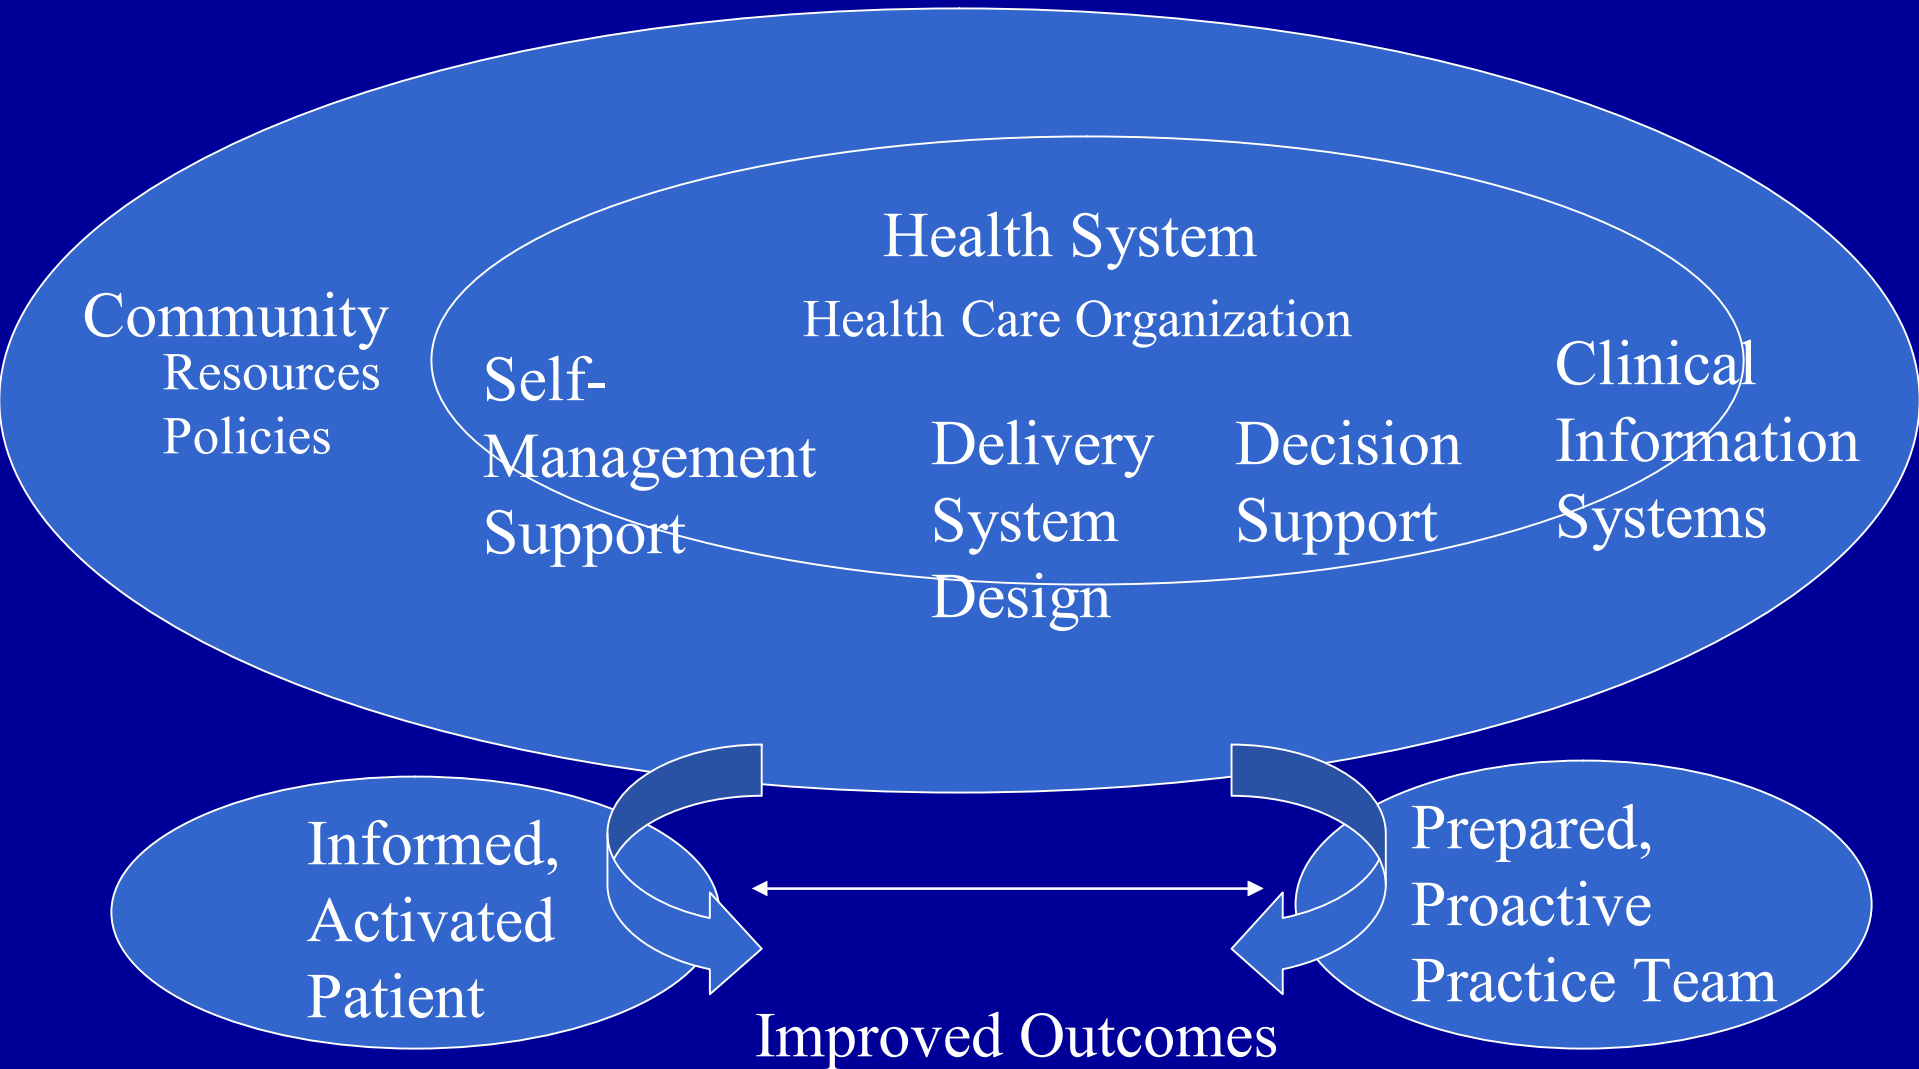 Health System
Health Care Organization
Community
Resources
Policies
Self-
Management
Support
Delivery
System
Design
Decision
Support
Clinical
Information
Systems
Informed,
Activated
Patient
Prepared,
Proactive
Practice Team
Improved Outcomes